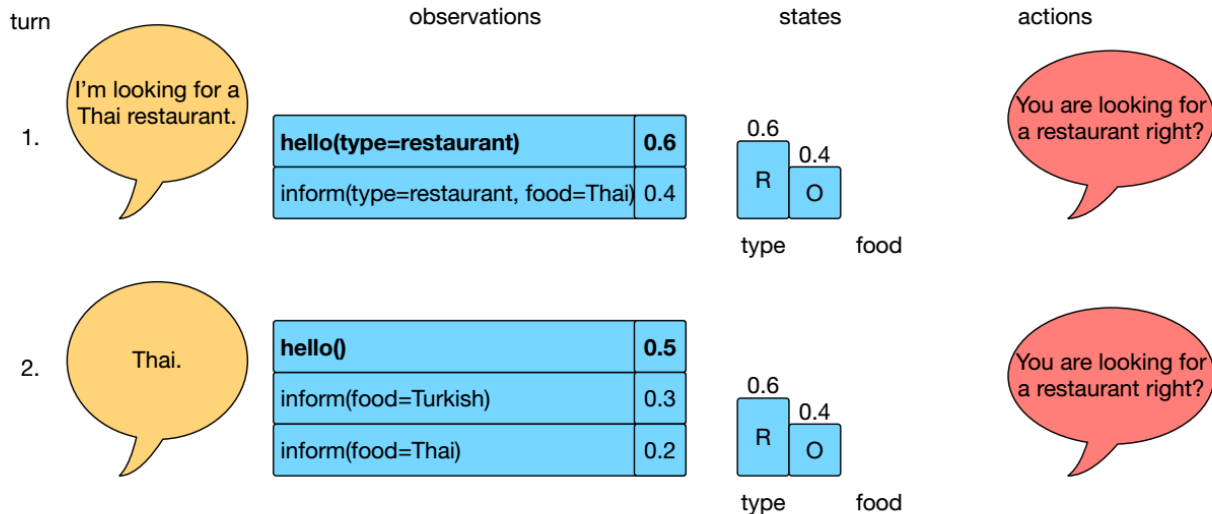 turn
observations
states
actions
1.
I'm looking for a
Thai restaurant.
hello(type=restaurant)
0.6
inform(type=restaurant, food=Thai)
0.4
0.6
0.4
R
O
type
food
You are looking for
a restaurant right?
2.
Thai.
hello()
0.5
inform(food=Turkish)
0.3
inform(food=Thai)
0.2
0.6
0.4
R
O
type
food
You are looking for
a restaurant right?